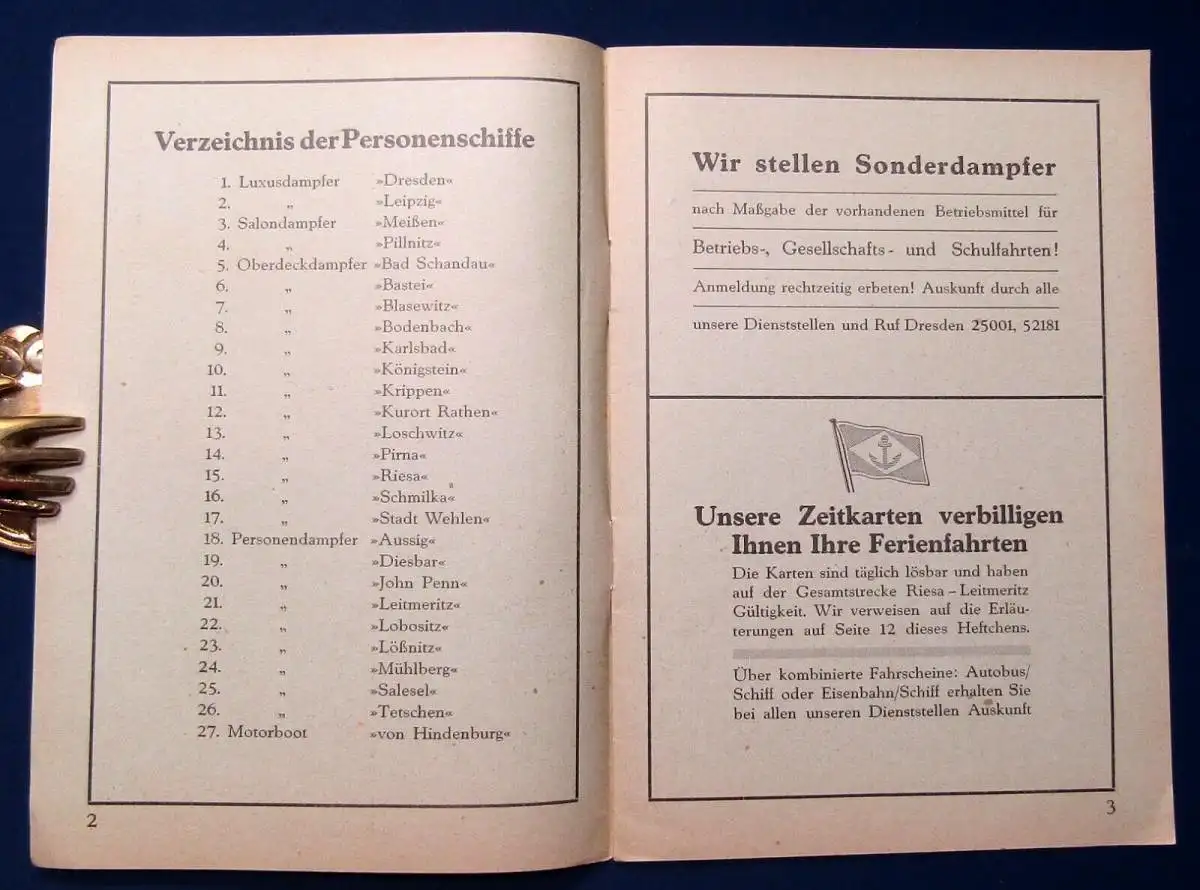 Verzeichnis der Personenschiffe
1. Luxusdampfer »Dresden«
2. „ »Leipzig«
3. Salondampfer »Meißen«
4. „ »Pillnitz«
5. Oberdeckdampfer »Bad Schandau«
6. „ »Bastei«
7. „ »Blasewitz«
8. „ »Bodenbach«
9. „ »Karlsbad«
10. „ »Königstein«
11. „ »Krippen«
12. „ »Kurort Rathen«
13. „ »Loschwitz«
14. „ »Pirna«
15. „ »Riesa«
16. „ »Schmilka«
17. „ »Stadt Wehlen«
18. Personendampfer »Aussig«
19. „ »Diesbar«
20. „ »John Penn«
21. „ »Leitmeritz«
22. „ »Lobositz«
23. „ »Lößnitz«
24. „ »Mühlberg«
25. „ »Salesel«
26. „ »Tetschen«
27. Motorboot »von Hindenburg«
2
Wir stellen Sonderdampfer
nach Maßgabe der vorhandenen Betriebsmittel für
Betriebs-, Gesellschafts- und Schulfahrten!
Anmeldung rechtzeitig erbeten! Auskunft durch alle
unsere Dienststellen und Ruf Dresden 25001, 52181
Unsere Zeitkarten verbilligen
Ihnen Ihre Ferienfahrten
Die Karten sind täglich lösbar und haben
auf der Gesamtstrecke Riesa – Leitmeritz
Gültigkeit. Wir verweisen auf die Erläu-
terungen auf Seite 12 dieses Heftchens.
Über kombinierte Fahrscheine: Autobus/
Schiff oder Eisenbahn/Schiff erhalten Sie
bei allen unseren Dienststellen Auskunft
3